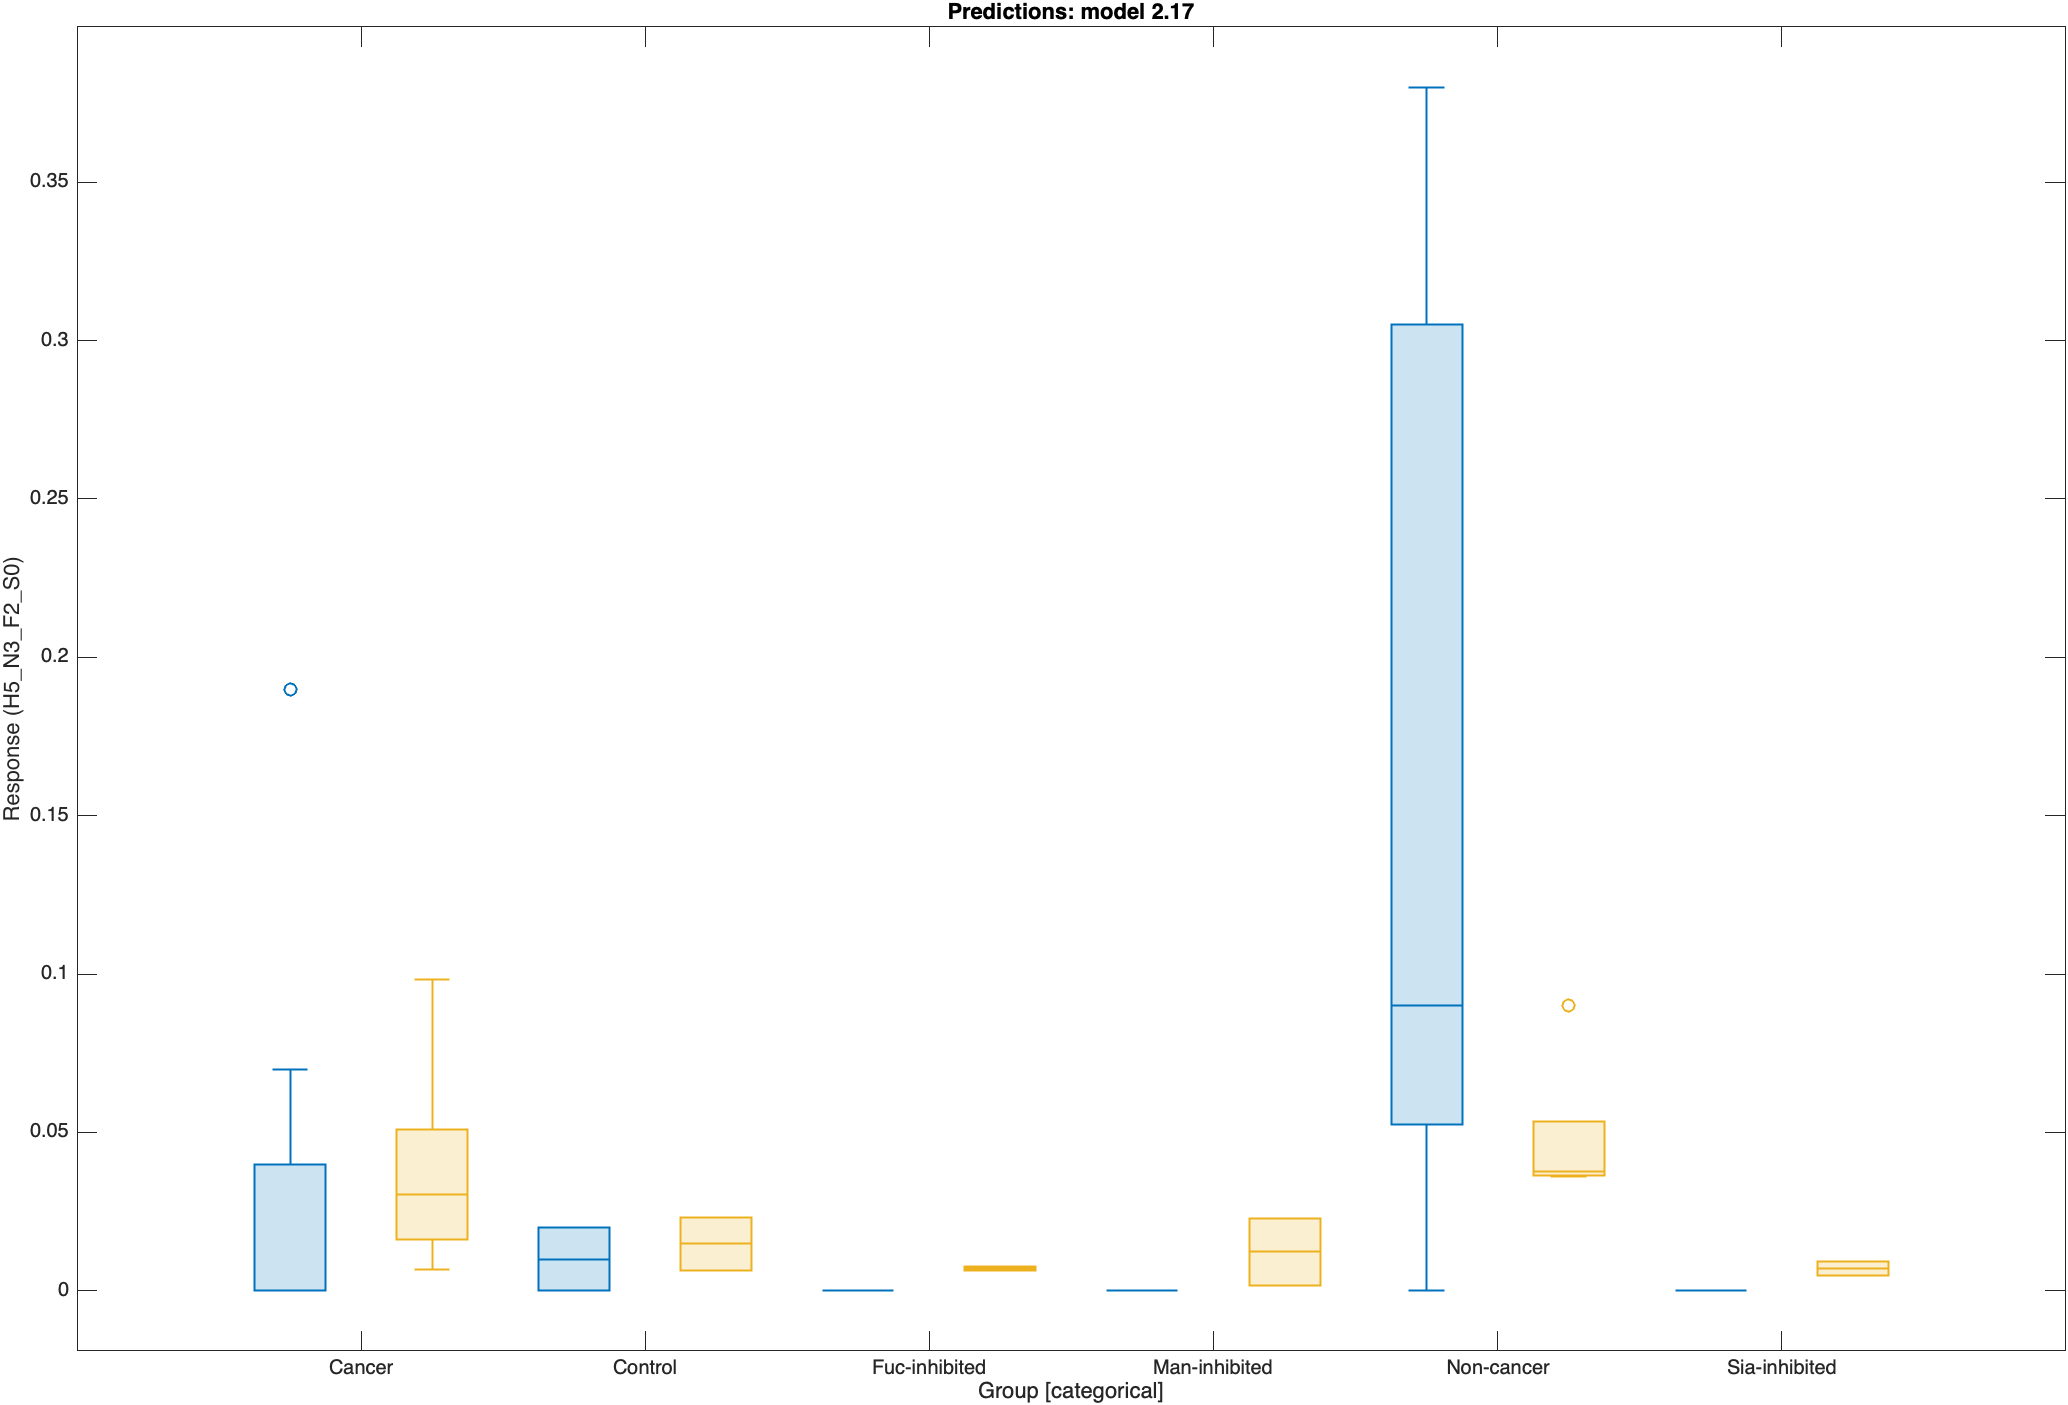 Predictions: model 2.17
Response (H5_N3_F2_S0)
0.35
0.3
0.25
0.2
0.15
0.1
0.05
0
Cancer Control Fuc-inhibited Man-inhibited Non-cancer Sia-inhibited
Group [categorical]